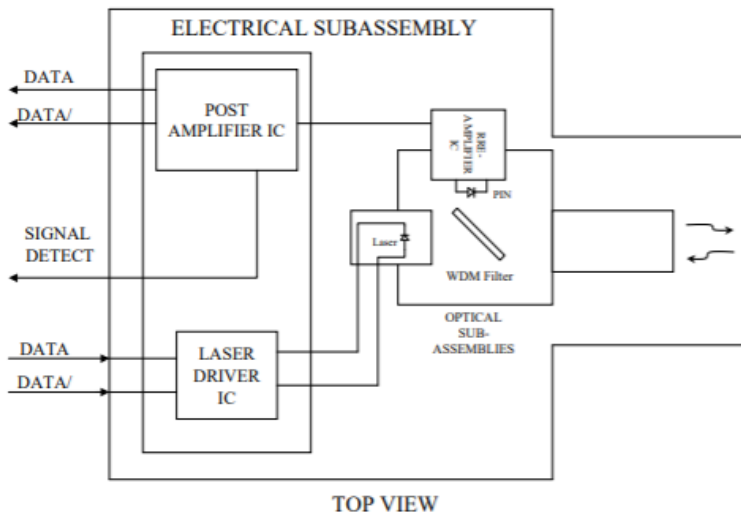 ELECTRICAL SUBASSEMBLY
DATA
DATA/
POST
AMPLIFIER IC
RRE-
AMPLIFIER
IC
PIN
SIGNAL
DETECT
Laser
WDM Filter
OPTICAL
SUB-
ASSEMBLIES
DATA
DATA/
LASER
DRIVER
IC
TOP VIEW